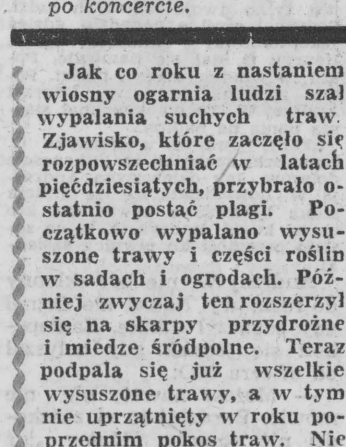 po koncercie.
Jak co roku z nastaniem
wiosny ogarnia ludzi szał
wypalania suchych traw.
Zjawisko, które zaczęło się
rozpowszechniać w latach
pięćdziesiątych, przybrało o-
statnio postać plagi. Po-
czątkowo wypalano wysu-
szone trawy i części roślin
w sadach i ogrodach. Póź-
niej zwyczaj ten rozszerzył
się na skarpy przydrożne
i miedze śródpolne. Teraz
podpala się już wszelkie
wysuszone trawy, a w tym
nie uprzątnięty w roku po-
przednim pokos traw. Nie